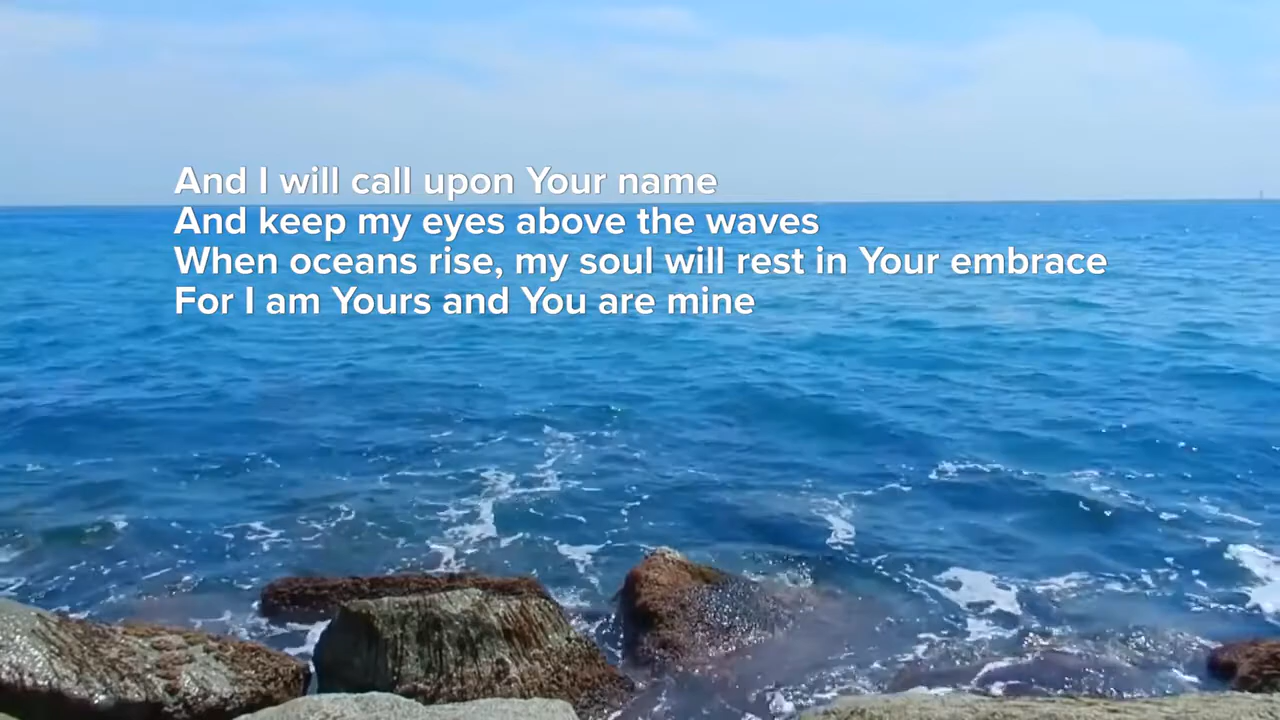 And I will call upon Your name
And keep my eyes above the waves
When oceans rise, my soul will rest in Your embrace
For I am Yours and You are mine